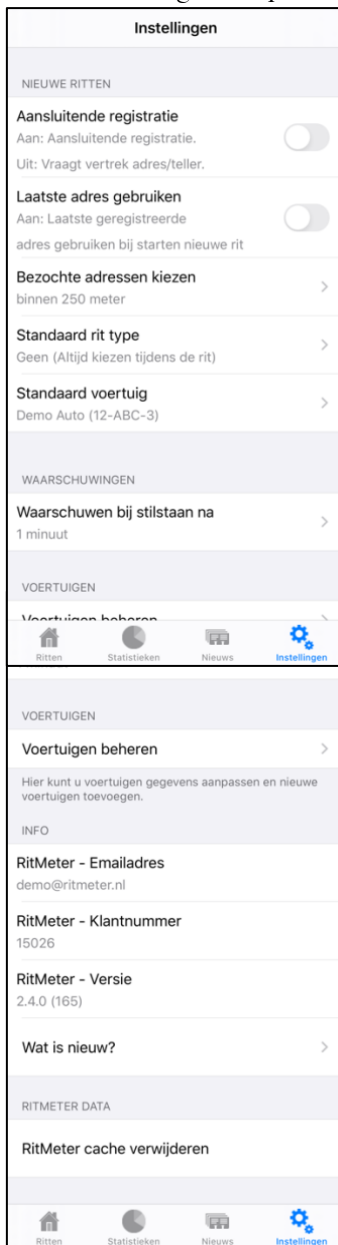 Instellingen
NIEUWE RITTEN
Aansluitende registratie
Aan: Aansluitende registratie.
Uit: Vraagt vertrek adres/teller.
Laatste adres gebruiken
Aan: Laatste geregistreerde
adres gebruiken bij starten nieuwe rit
Bezochte adressen kiezen
binnen 250 meter
Standaard rit type
Geen (Altijd kiezen tijdens de rit)
Standaard voertuig
Demo Auto (12-ABC-3)
WAARSCHUWINGEN
Waarschuwen bij stilstaan na
1 minuut
VOERTUIGEN
Voertuigen beheren
Ritten Statistieken Nieuws Instellingen
VOERTUIGEN
Voertuigen beheren
Hier kunt u voertuigen gegevens aanpassen en nieuwe
voertuigen toevoegen.
INFO
RitMeter - Emailadres
demo@ritmeter.nl
RitMeter - Klantnummer
15026
RitMeter - Versie
2.4.0 (165)
Wat is nieuw?
RITMETER DATA
RitMeter cache verwijderen
Ritten Statistieken Nieuws Instellingen